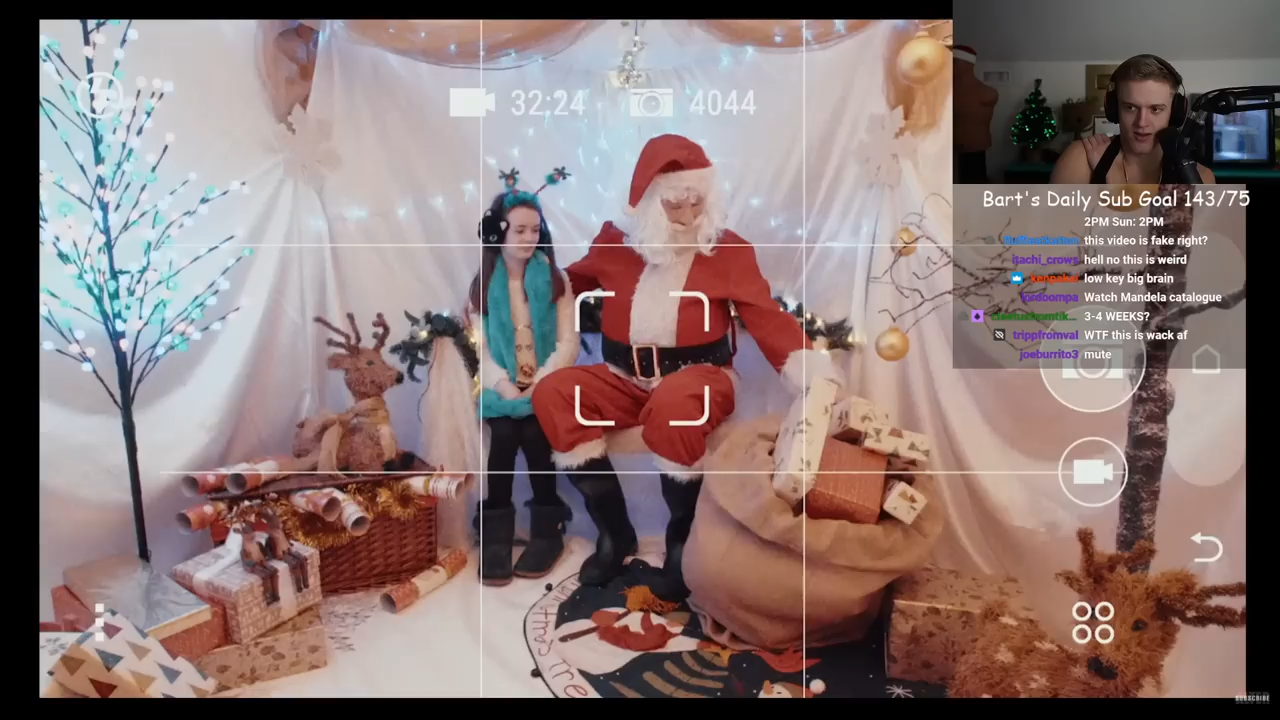 32:24
4044
Bart's Daily Sub Goal 143/75
2PM Sun: 2PM
this video is fake right?
itachi_crows hell no this is weird
low key big brain
Watch Mandela catalogue
3-4 WEEKS?
trippfromval WTF this is wack af
joeburrito3 mute
SUBSCRIBE